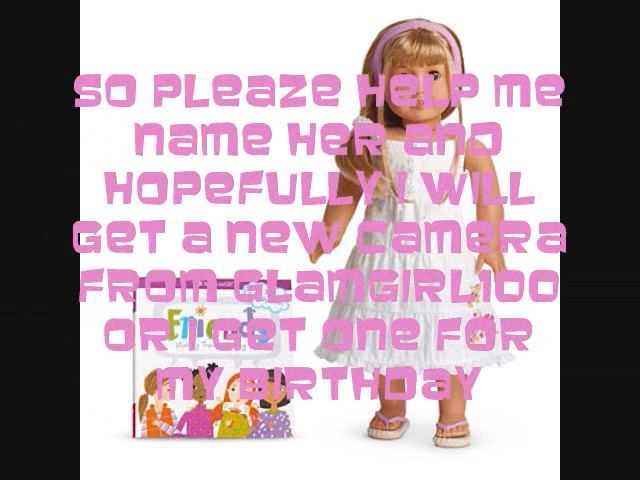 so pleaze help me
name her and
hopefully i will
get a new camera
from glamgirl100
or i get one for
my birthday
Friends